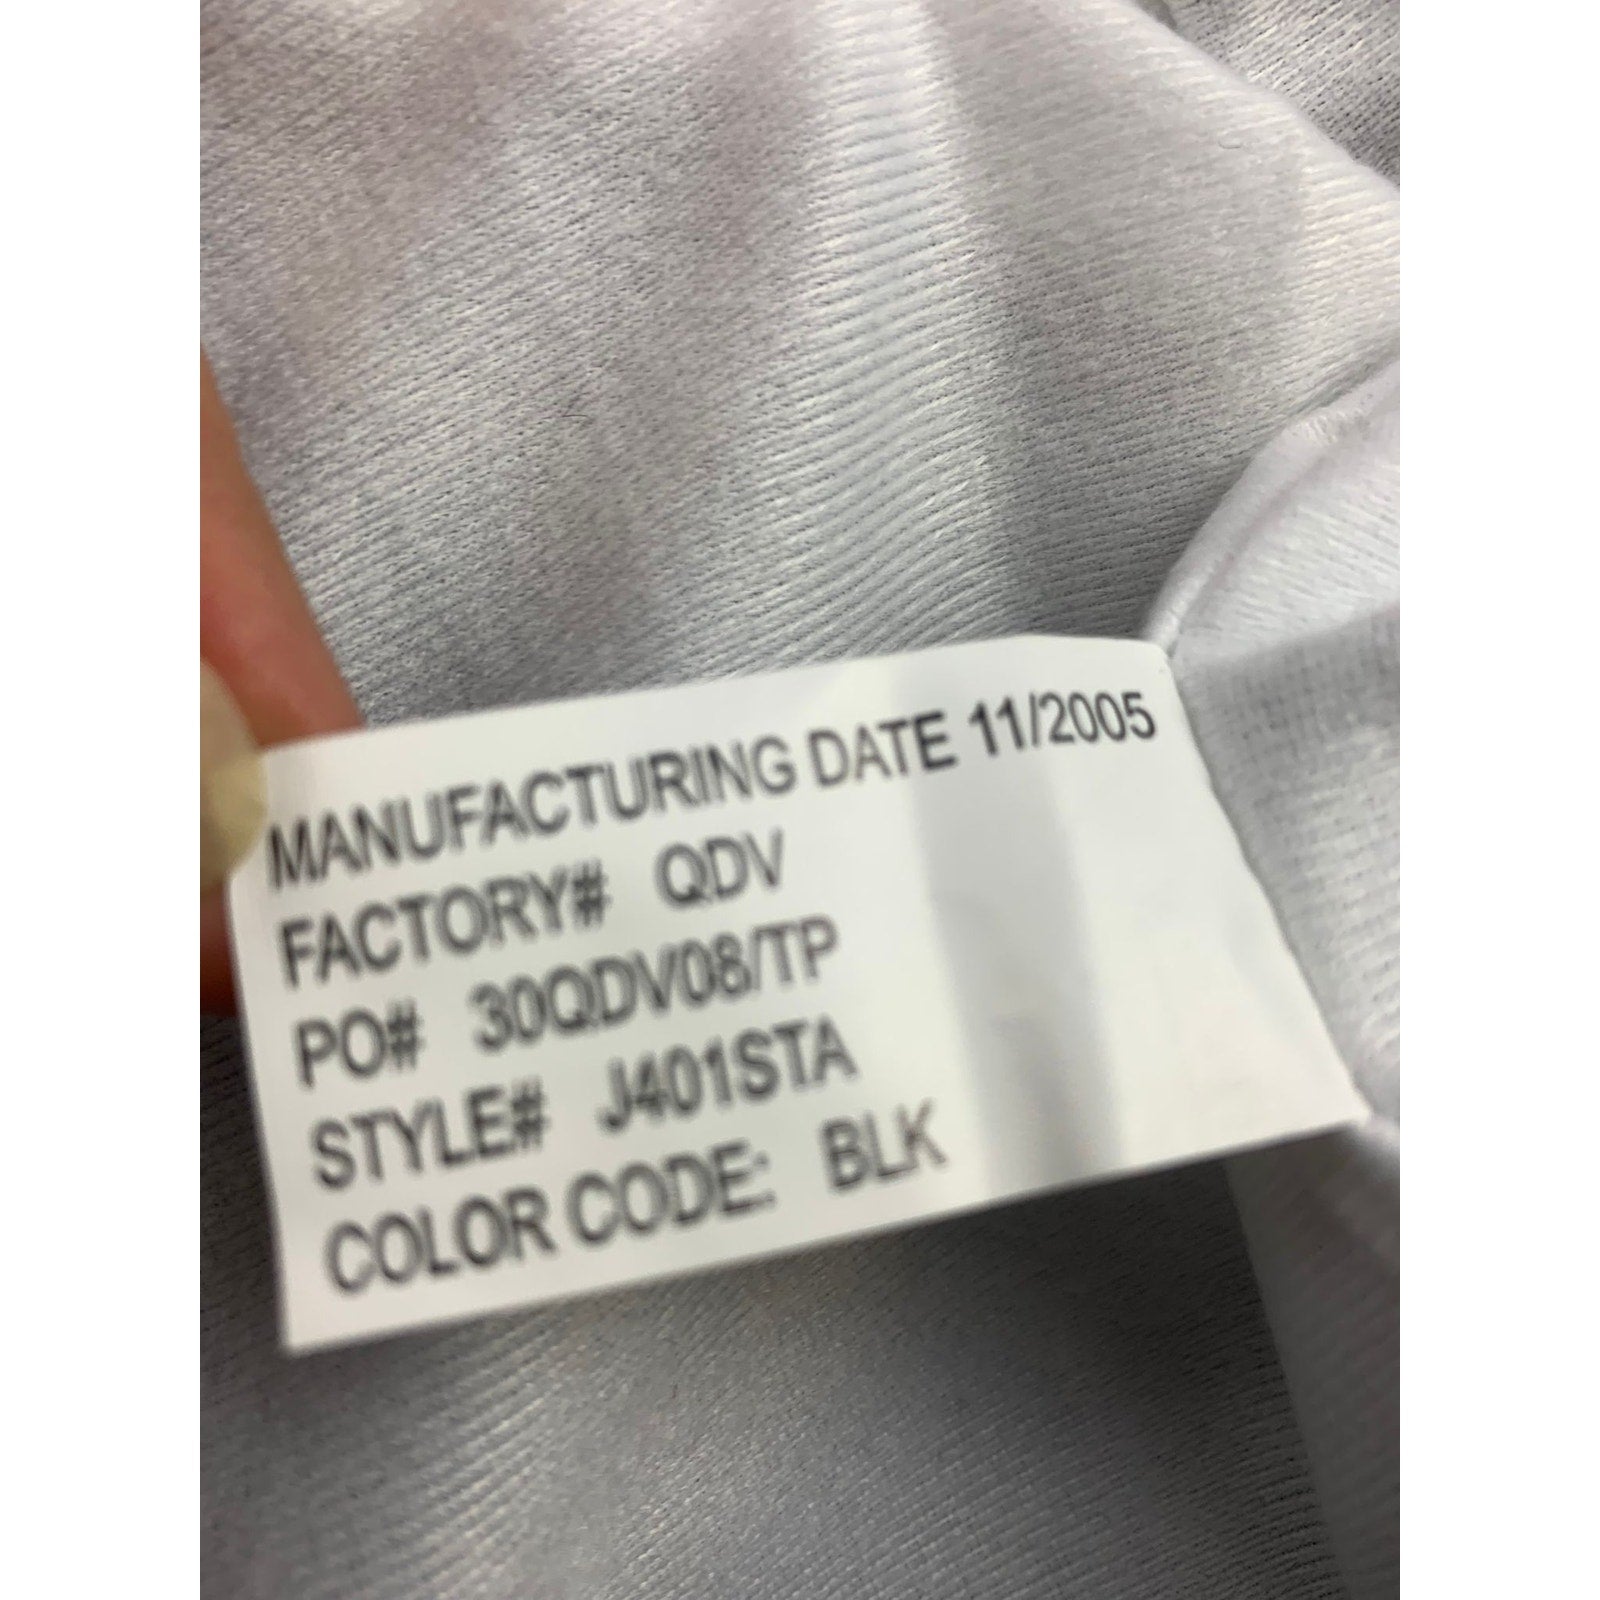 MANUFACTURING DATE 11/2005
FACTORY# QDV
PO# 30QDV08/TP
STYLE# J401STA
COLOR CODE: BLK